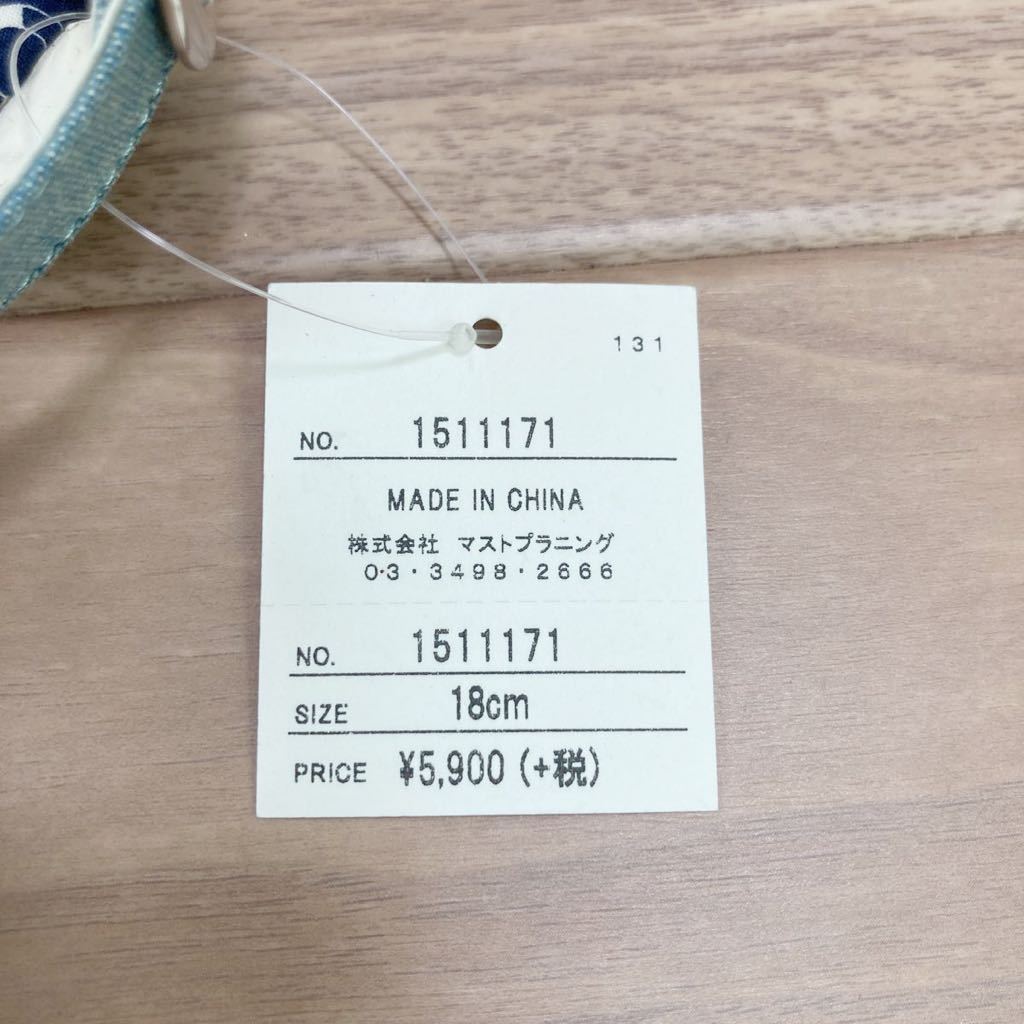 131
NO. 1511171
MADE IN CHINA
株式会社 マストプラニング
03・3498・2666
NO. 1511171
SIZE 18cm
PRICE ¥5,900 (+税)